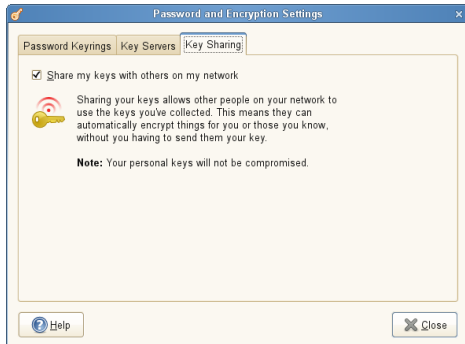 Password and Encryption Settings
Password Keyrings Key Servers Key Sharing
Share my keys with others on my network
Sharing your keys allows other people on your network to
use the keys you've collected. This means they can
automatically encrypt things for you or those you know,
without you having to send them your key.
Note: Your personal keys will not be compromised.
Help Close